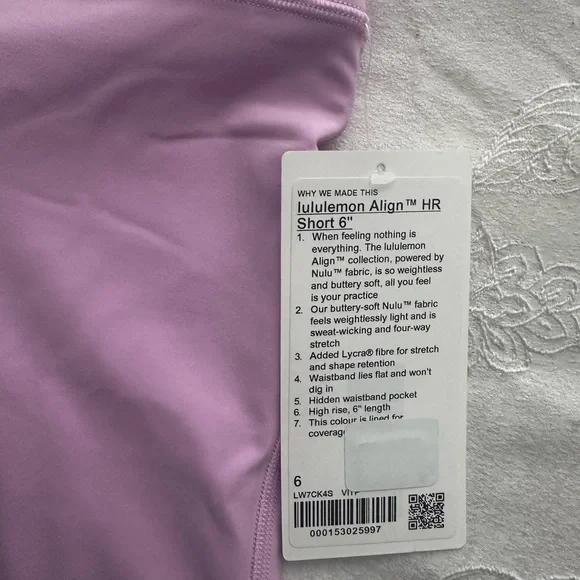 WHY WE MADE THIS
lululemon Align™ HR
Short 6"
1. When feeling nothing is
everything. The lululemon
Align™ collection, powered by
Nulu™ fabric, is so weightless
and buttery soft, all you feel
is your practice
2. Our buttery-soft Nulu™ fabric
feels weightlessly light and is
sweat-wicking and four-way
stretch
3. Added Lycra® fibre for stretch
and shape retention
4. Waistband lies flat and won't
dig in
5. Hidden waistband pocket
6. High rise, 6" length
7. This colour is lined for
coverage
6
LW7CK4S
000153025997